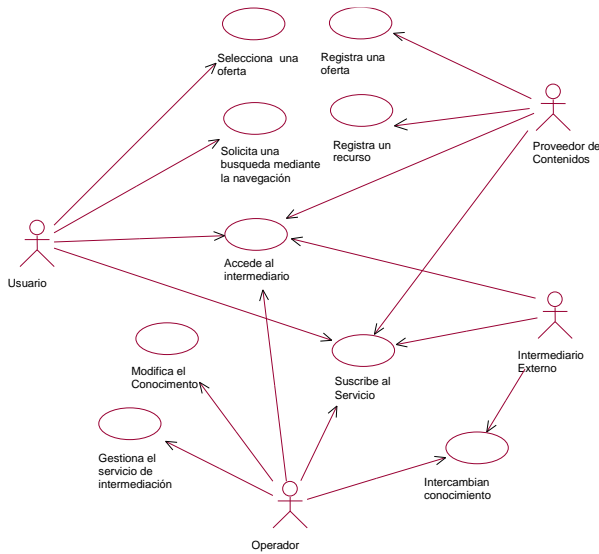 Selecciona una
oferta
Registra una
oferta
Solicita una
busqueda mediante
la navegación
Registra un
recurso
Proveedor de
Contenidos
Usuario
Accede al
intermediario
Modifica el
Conocimento
Suscribe al
Servicio
Intermediario
Externo
Gestiona el
servicio de
intermediación
Intercambian
conocimiento
Operador